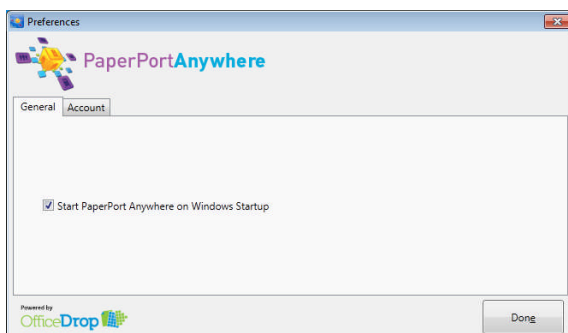 Preferences
PaperPortAnywhere
General Account
Start PaperPort Anywhere on Windows Startup
Powered by
OfficeDrop
Done